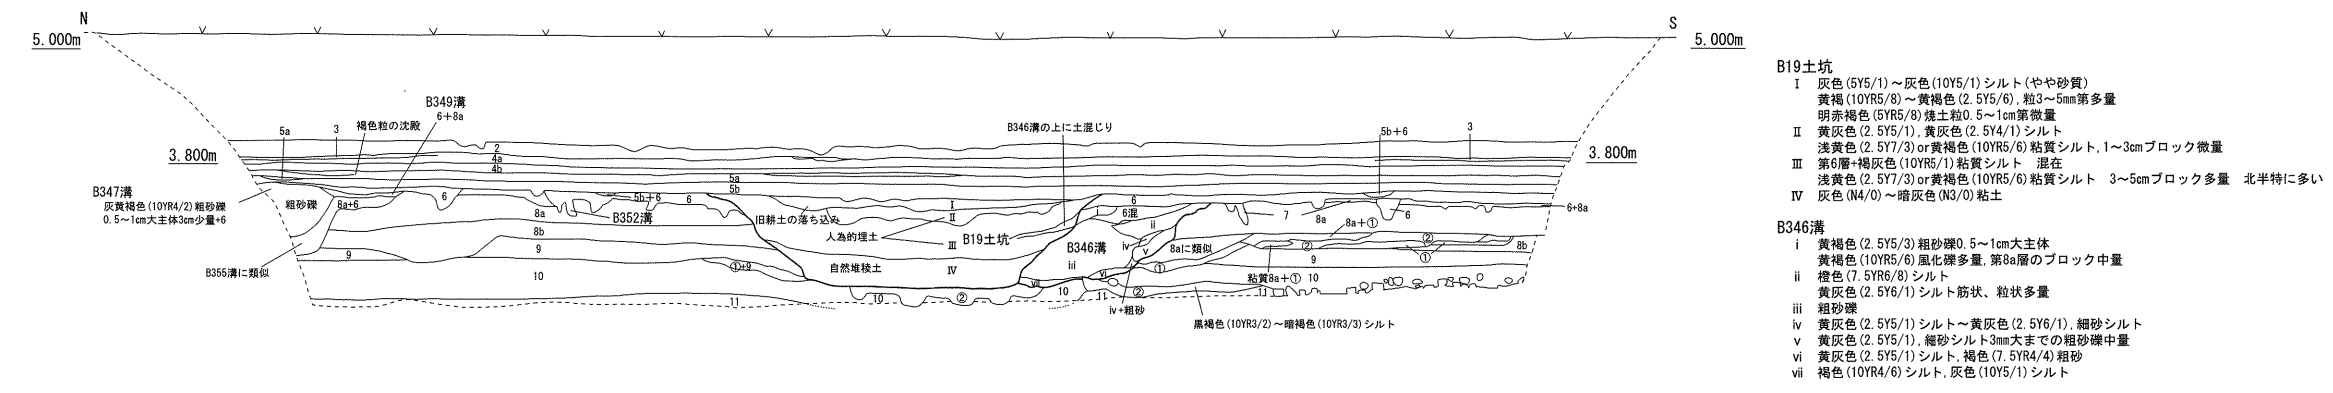 N
S
5.000m
5.000m
B349溝
6+8a
褐色粒の沈殿
5a
3
B346溝の上に土混じり
5b+6
3
3.800m
3.800m
2
4a
4b
5a
5b
B347溝
灰黄褐色(10YR4/2)粗砂礫
0.5～1cm大主体3cm少量+6
粗砂礫
8a+6
6
8a
5b+6
6
B352溝
旧耕土の落ち込み
人為的埋土
Ⅰ
Ⅱ
Ⅲ
B19土坑
6
6混
ⅱ
B346溝
ⅳ
ⅴ
8aに類似
7
8a
8a+①
6
6+8a
8b
9
9
10
①+9
自然堆稜土
Ⅳ
ⅲ
ⅵ
ⅶ
①
②
②
①
8b
9
粘質8a+①
10
B355溝に類似
11
10
②
10
11
②
11
ⅳ+粗砂
黒褐色(10YR3/2)～暗褐色(10YR3/3)シルト
B19土坑
Ⅰ 灰色(5Y5/1)～灰色(10Y5/1)シルト(やや砂質)
黄褐(10YR5/8)～黄褐色(2.5Y5/6),粒3～5㎜第多量
明赤褐色(5YR5/8)焼土粒0.5～1㎝第微量
Ⅱ 黄灰色(2.5Y5/1),黄灰色(2.5Y4/1)シルト
浅黄色(2.5Y7/3)or黄褐色(10YR5/6)粘質シルト,1～3㎝ブロック微量
Ⅲ 第6層+褐灰色(10YR5/1)粘質シルト 混在
浅黄色(2.5Y7/3)or黄褐色(10YR5/6)粘質シルト 3～5㎝ブロック多量 北半特に多い
Ⅳ 灰色(N4/0)～暗灰色(N3/0)粘土
B346溝
ⅰ 黄褐色(2.5Y5/3)粗砂礫0.5～1㎝大主体
黄褐色(10YR5/6)風化礫多量,第8a層のブロック中量
ⅱ 橙色(7.5YR6/8)シルト
黄灰色(2.5Y6/1)シルト筋状、粒状多量
ⅲ 粗砂礫
ⅳ 黄灰色(2.5Y5/1)シルト～黄灰色(2.5Y6/1),細砂シルト
ⅴ 黄灰色(2.5Y5/1),細砂シルト3㎜大までの粗砂礫中量
ⅵ 黄灰色(2.5Y5/1)シルト,褐色(7.5YR4/4)粗砂
ⅶ 褐色(10YR4/6)シルト,灰色(10Y5/1)シルト